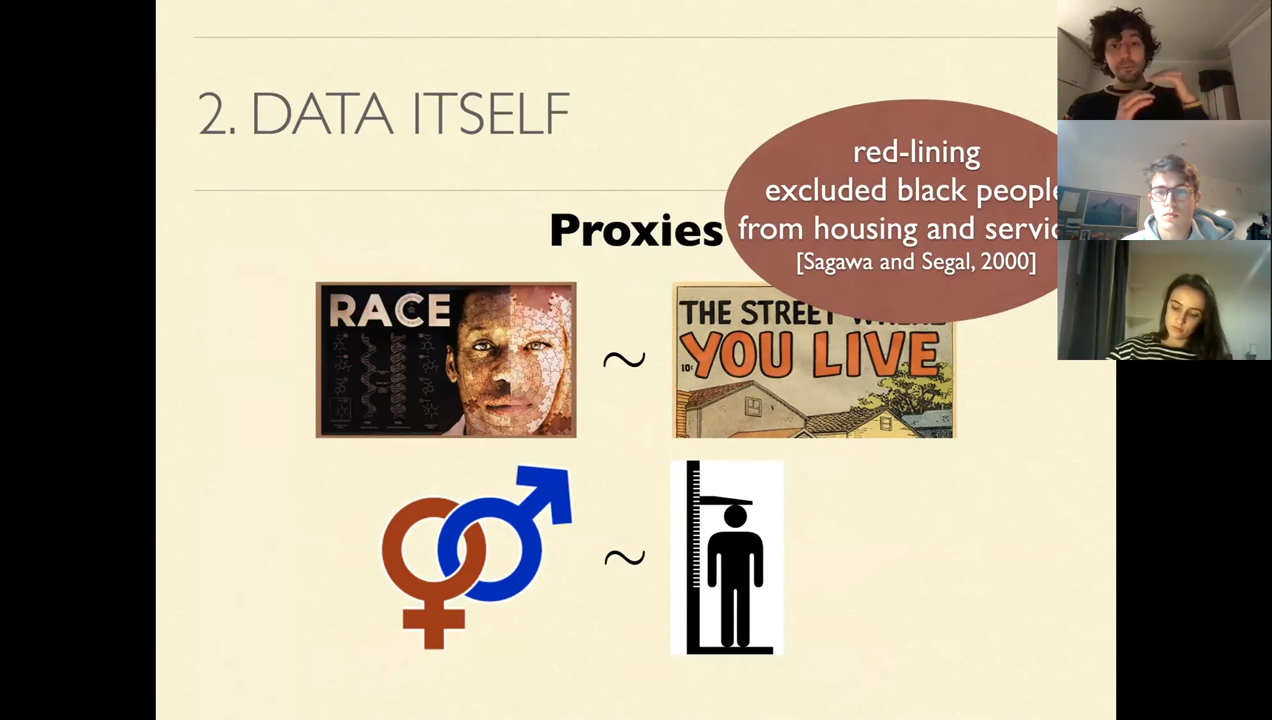 2. DATA ITSELF
red-lining
excluded black people
from housing and servic
[Sagawa and Segal, 2000]
Proxies
RACE
~
THE STREET
10¢
YOU LIVE
~